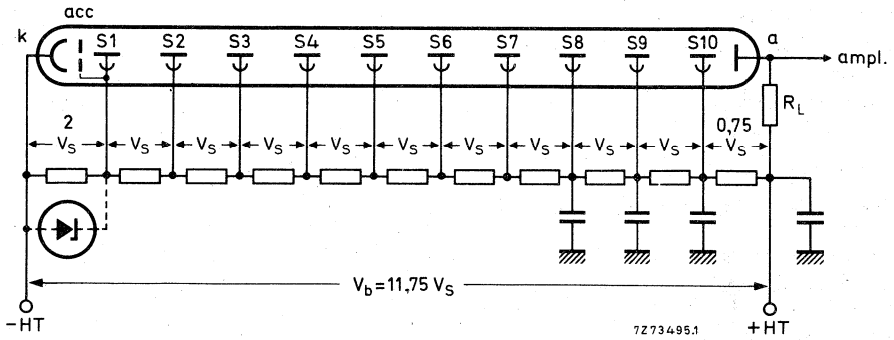 acc
k S1 S2 S3 S4 S5 S6 S7 S8 S9 S10 a
ampl.
R_L
2 0,75
V_S V_S V_S V_S V_S V_S V_S V_S V_S V_S V_S
V_b = 11,75 V_S
-HT 7Z73495.1 +HT